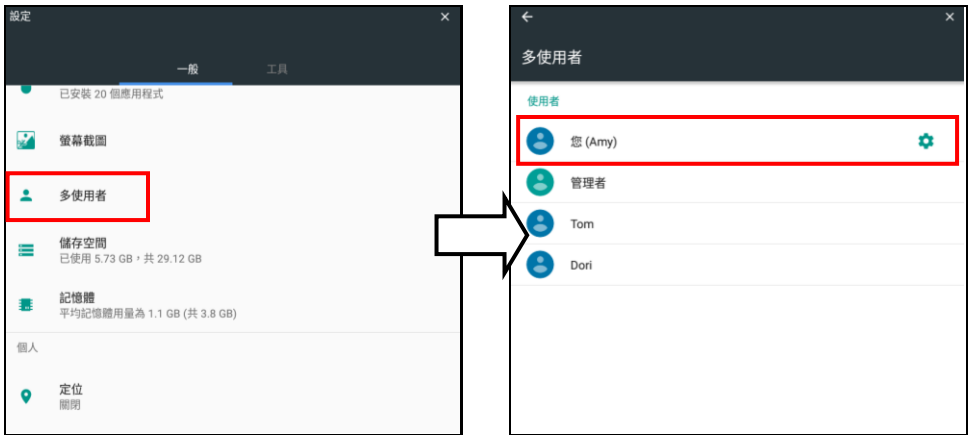 設定
一般
工具
已安裝 20 個應用程式
螢幕截圖
多使用者
儲存空間
已使用 5.73 GB，共 29.12 GB
記憶體
平均記憶體用量為 1.1 GB (共 3.8 GB)
個人
定位
關閉
多使用者
使用者
您 (Amy)
管理者
Tom
Dori